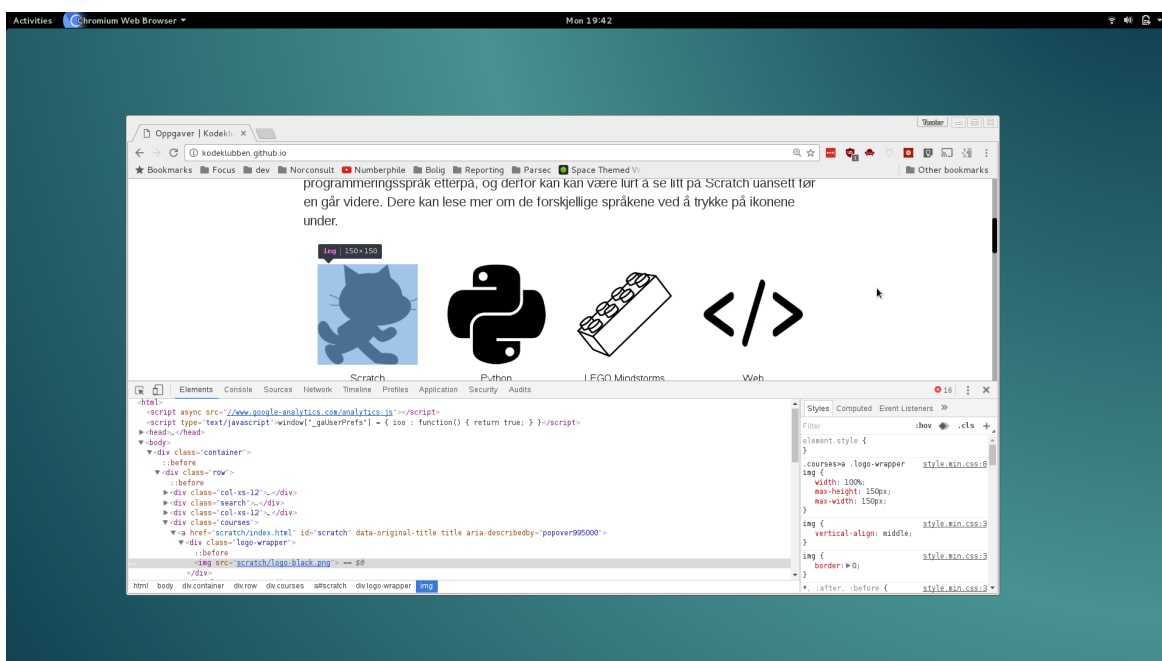 Activities Chromium Web Browser Mon 19:42
Oppgaver | Kodeklu
kodeklubben.github.io
Bookmarks Focus dev Norconsult Numberphile Bolig Reporting Parsec Space Themed W Other bookmarks
programmeringsspråk etterpå, og derfor kan kan være lurt å se litt på Scratch uansett før
en går videre. Dere kan lese mer om de forskjellige språkene ved å trykke på ikonene
under.
img | 150×150
</>
Scratch Python LEGO Mindstorms Web
Elements Console Sources Network Timeline Profiles Application Security Audits 16
<html>
<script async src="//www.google-analytics.com/analytics.js"></script>
<script type="text/javascript">window["_gaUserPrefs"] = { ioo : function() { return true; } }</script>
<head>…</head>
<body>
<div class="container">
::before
<div class="row">
::before
<div class="col-xs-12">…</div>
<div class="search">…</div>
<div class="col-xs-12">…</div>
<div class="courses">
<a href="scratch/index.html" id="scratch" data-original-title title aria-describedby="popover995000">
<div class="logo-wrapper">
::before
<img src="scratch/logo-black.png"> == $0
</div>
html body div.container div.row div.courses a#scratch div.logo-wrapper img
Styles Computed Event Listeners »
Filter :hov .cls +
element.style {
}
.courses>a .logo-wrapper style.min.css:8
img {
width: 100%;
max-height: 150px;
max-width: 150px;
}
img { style.min.css:3
vertical-align: middle;
}
img { style.min.css:3
border: 0;
}
*, :after, :before { style.min.css:3